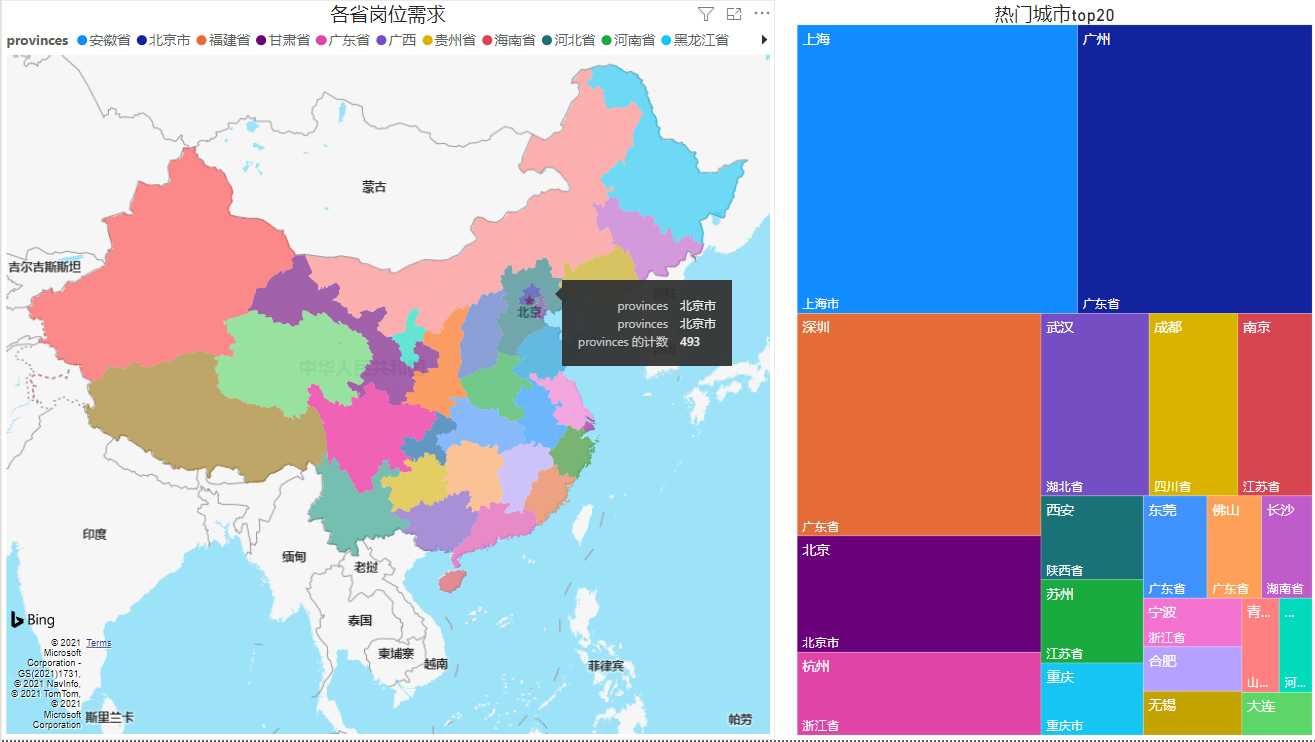 各省岗位需求
provinces 安徽省 北京市 福建省 甘肃省 广东省 广西 贵州省 海南省 河北省 河南省 黑龙江省
蒙古
吉尔吉斯斯坦
北京
provinces 北京市
provinces 北京市
provinces 的计数 493
中华人民共和国
印度
缅甸
老挝
泰国
柬埔寨
越南
菲律宾
斯里兰卡
帕劳
Bing
© 2021 Terms
Microsoft
Corporation -
GS(2021)1731,
© 2021 NavInfo,
© 2021 TomTom,
© 2021
Microsoft
Corporation
热门城市top20
上海
上海市
广州
广东省
深圳
广东省
北京
北京市
杭州
浙江省
武汉
湖北省
成都
四川省
南京
江苏省
西安
陕西省
苏州
江苏省
重庆
重庆市
东莞
广东省
佛山
广东省
长沙
湖南省
宁波
浙江省
合肥
无锡
青...
山...
...
河...
大连